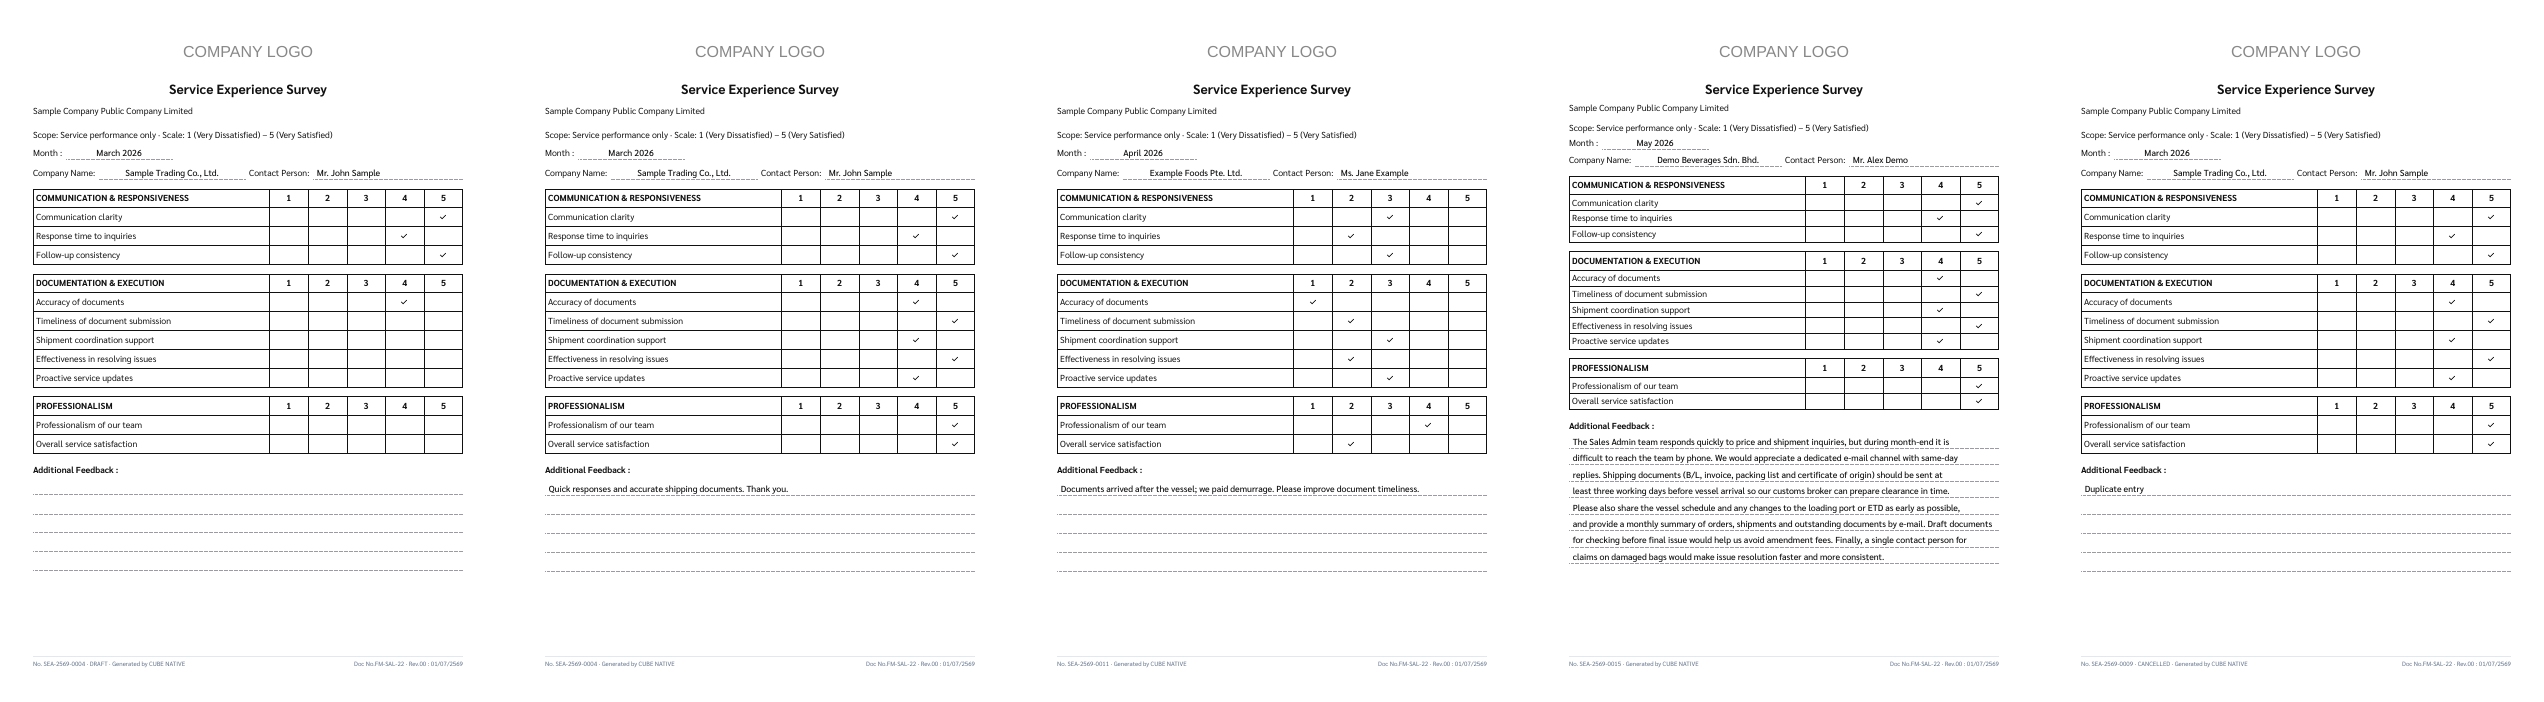 COMPANY LOGO
Service Experience Survey
Sample Company Public Company Limited
Scope: Service performance only · Scale: 1 (Very Dissatisfied) – 5 (Very Satisfied)
Month : March 2026
Company Name: Sample Trading Co., Ltd. Contact Person: Mr. John Sample
COMMUNICATION & RESPONSIVENESS 1 2 3 4 5
Communication clarity ✓
Response time to inquiries ✓
Follow-up consistency ✓
DOCUMENTATION & EXECUTION 1 2 3 4 5
Accuracy of documents ✓
Timeliness of document submission
Shipment coordination support
Effectiveness in resolving issues
Proactive service updates
PROFESSIONALISM 1 2 3 4 5
Professionalism of our team
Overall service satisfaction
Additional Feedback :
No. SEA-2569-0004 · DRAFT · Generated by CUBE NATIVE Doc No.FM-SAL-22 · Rev.00 : 01/07/2569
COMPANY LOGO
Service Experience Survey
Sample Company Public Company Limited
Scope: Service performance only · Scale: 1 (Very Dissatisfied) – 5 (Very Satisfied)
Month : March 2026
Company Name: Sample Trading Co., Ltd. Contact Person: Mr. John Sample
COMMUNICATION & RESPONSIVENESS 1 2 3 4 5
Communication clarity ✓
Response time to inquiries ✓
Follow-up consistency ✓
DOCUMENTATION & EXECUTION 1 2 3 4 5
Accuracy of documents ✓
Timeliness of document submission ✓
Shipment coordination support ✓
Effectiveness in resolving issues ✓
Proactive service updates ✓
PROFESSIONALISM 1 2 3 4 5
Professionalism of our team ✓
Overall service satisfaction ✓
Additional Feedback :
Quick responses and accurate shipping documents. Thank you.
No. SEA-2569-0004 · Generated by CUBE NATIVE Doc No.FM-SAL-22 · Rev.00 : 01/07/2569
COMPANY LOGO
Service Experience Survey
Sample Company Public Company Limited
Scope: Service performance only · Scale: 1 (Very Dissatisfied) – 5 (Very Satisfied)
Month : April 2026
Company Name: Example Foods Pte. Ltd. Contact Person: Ms. Jane Example
COMMUNICATION & RESPONSIVENESS 1 2 3 4 5
Communication clarity ✓
Response time to inquiries ✓
Follow-up consistency ✓
DOCUMENTATION & EXECUTION 1 2 3 4 5
Accuracy of documents ✓
Timeliness of document submission ✓
Shipment coordination support ✓
Effectiveness in resolving issues ✓
Proactive service updates ✓
PROFESSIONALISM 1 2 3 4 5
Professionalism of our team ✓
Overall service satisfaction ✓
Additional Feedback :
Documents arrived after the vessel; we paid demurrage. Please improve document timeliness.
No. SEA-2569-0011 · Generated by CUBE NATIVE Doc No.FM-SAL-22 · Rev.00 : 01/07/2569
COMPANY LOGO
Service Experience Survey
Sample Company Public Company Limited
Scope: Service performance only · Scale: 1 (Very Dissatisfied) – 5 (Very Satisfied)
Month : May 2026
Company Name: Demo Beverages Sdn. Bhd. Contact Person: Mr. Alex Demo
COMMUNICATION & RESPONSIVENESS 1 2 3 4 5
Communication clarity ✓
Response time to inquiries ✓
Follow-up consistency ✓
DOCUMENTATION & EXECUTION 1 2 3 4 5
Accuracy of documents ✓
Timeliness of document submission ✓
Shipment coordination support ✓
Effectiveness in resolving issues ✓
Proactive service updates ✓
PROFESSIONALISM 1 2 3 4 5
Professionalism of our team ✓
Overall service satisfaction ✓
Additional Feedback :
The Sales Admin team responds quickly to price and shipment inquiries, but during month-end it is
difficult to reach the team by phone. We would appreciate a dedicated e-mail channel with same-day
replies. Shipping documents (B/L, invoice, packing list and certificate of origin) should be sent at
least three working days before vessel arrival so our customs broker can prepare clearance in time.
Please also share the vessel schedule and any changes to the loading port or ETD as early as possible,
and provide a monthly summary of orders, shipments and outstanding documents by e-mail. Draft documents
for checking before final issue would help us avoid amendment fees. Finally, a single contact person for
claims on damaged bags would make issue resolution faster and more consistent.
No. SEA-2569-0015 · Generated by CUBE NATIVE Doc No.FM-SAL-22 · Rev.00 : 01/07/2569
COMPANY LOGO
Service Experience Survey
Sample Company Public Company Limited
Scope: Service performance only · Scale: 1 (Very Dissatisfied) – 5 (Very Satisfied)
Month : March 2026
Company Name: Sample Trading Co., Ltd. Contact Person: Mr. John Sample
COMMUNICATION & RESPONSIVENESS 1 2 3 4 5
Communication clarity ✓
Response time to inquiries ✓
Follow-up consistency ✓
DOCUMENTATION & EXECUTION 1 2 3 4 5
Accuracy of documents ✓
Timeliness of document submission ✓
Shipment coordination support ✓
Effectiveness in resolving issues ✓
Proactive service updates ✓
PROFESSIONALISM 1 2 3 4 5
Professionalism of our team ✓
Overall service satisfaction ✓
Additional Feedback :
Duplicate entry
No. SEA-2569-0009 · CANCELLED · Generated by CUBE NATIVE Doc No.FM-SAL-22 · Rev.00 : 01/07/2569